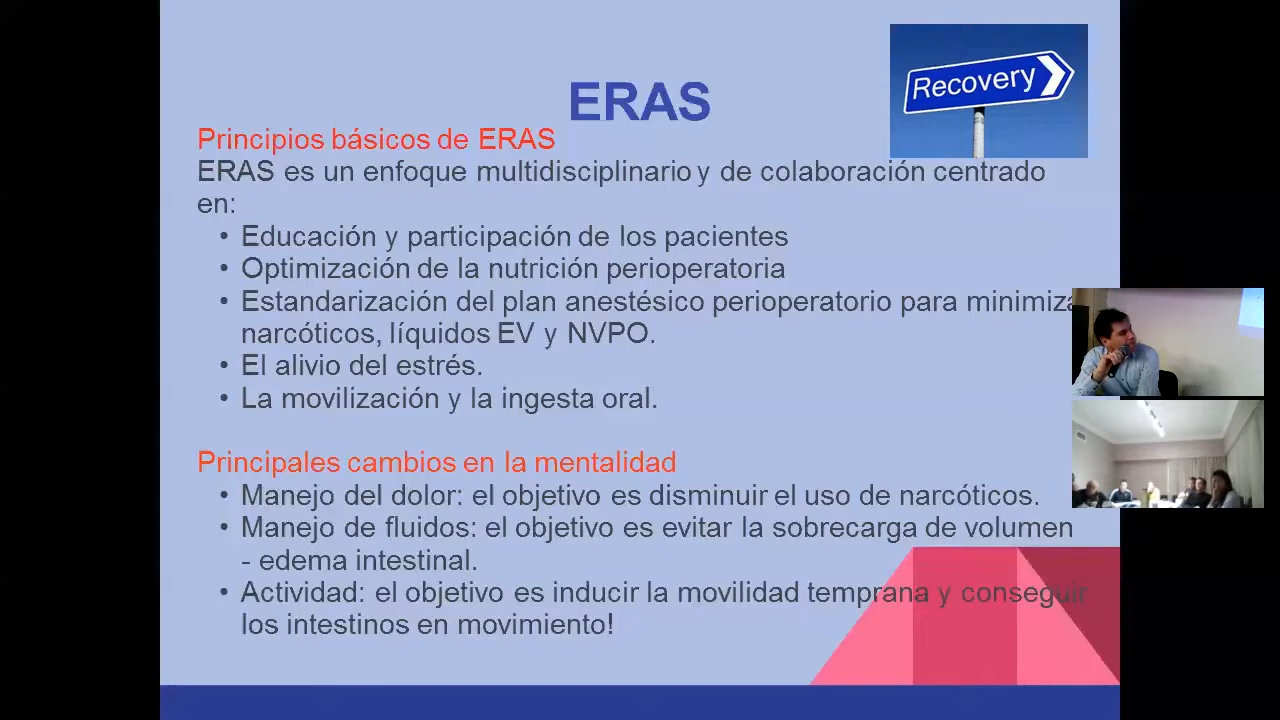 Recovery
ERAS
Principios básicos de ERAS
ERAS es un enfoque multidisciplinario y de colaboración centrado
en:
• Educación y participación de los pacientes
• Optimización de la nutrición perioperatoria
• Estandarización del plan anestésico perioperatorio para minimiza
narcóticos, líquidos EV y NVPO.
• El alivio del estrés.
• La movilización y la ingesta oral.
Principales cambios en la mentalidad
• Manejo del dolor: el objetivo es disminuir el uso de narcóticos.
• Manejo de fluidos: el objetivo es evitar la sobrecarga de volumen
- edema intestinal.
• Actividad: el objetivo es inducir la movilidad temprana y conseguir
los intestinos en movimiento!